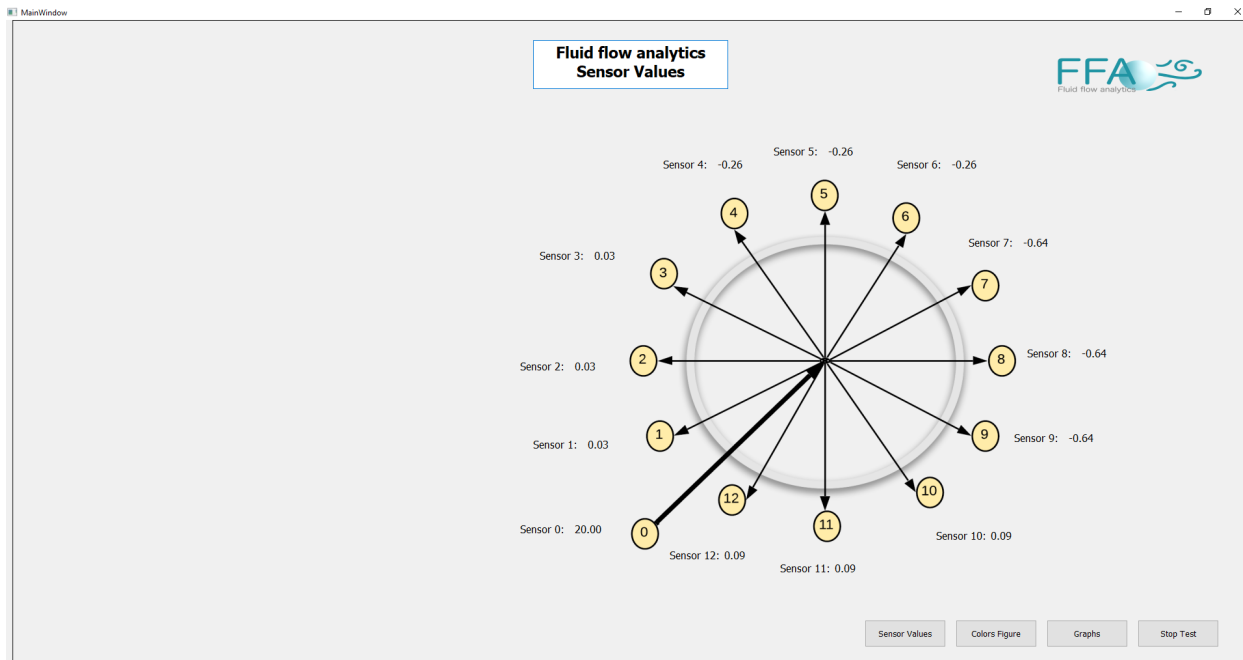 MainWindow
Fluid flow analytics
Sensor Values
FFA
Fluid flow analytics
Sensor 5: -0.26
Sensor 4: -0.26
Sensor 6: -0.26
5
4
6
Sensor 7: -0.64
Sensor 3: 0.03
3
7
2
8
Sensor 8: -0.64
Sensor 2: 0.03
1
9
Sensor 9: -0.64
Sensor 1: 0.03
12
10
11
0
Sensor 0: 20.00
Sensor 10: 0.09
Sensor 12: 0.09
Sensor 11: 0.09
Sensor Values
Colors Figure
Graphs
Stop Test